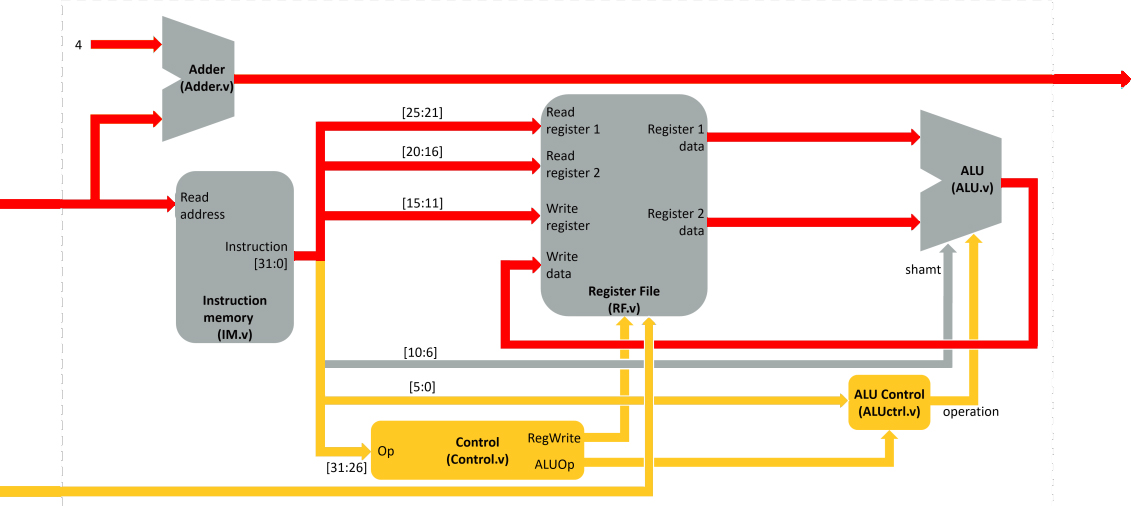 4
Adder
(Adder.v)
[25:21]
Read
register 1
Register 1
data
[20:16]
Read
register 2
ALU
(ALU.v)
Read
address
[15:11]
Write
register
Register 2
data
Instruction
[31:0]
Write
data
shamt
Instruction
memory
(IM.v)
Register File
(RF.v)
[10:6]
[5:0]
ALU Control
(ALUctrl.v)
operation
Op
Control
(Control.v)
RegWrite
ALUOp
[31:26]